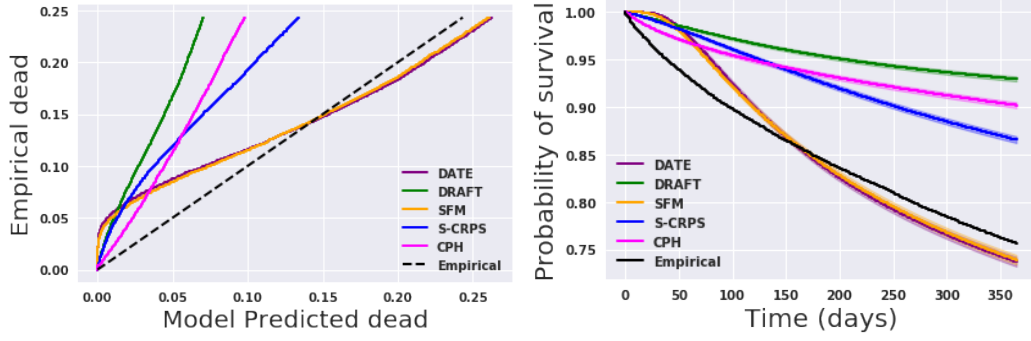 Empirical dead
0.25
0.20
0.15
0.10
0.05
0.00
DATE
DRAFT
SFM
S-CRPS
CPH
Empirical
0.00 0.05 0.10 0.15 0.20 0.25
Model Predicted dead
Probability of survival
1.00
0.95
0.90
0.85
0.80
0.75
DATE
DRAFT
SFM
S-CRPS
CPH
Empirical
0 50 100 150 200 250 300 350
Time (days)